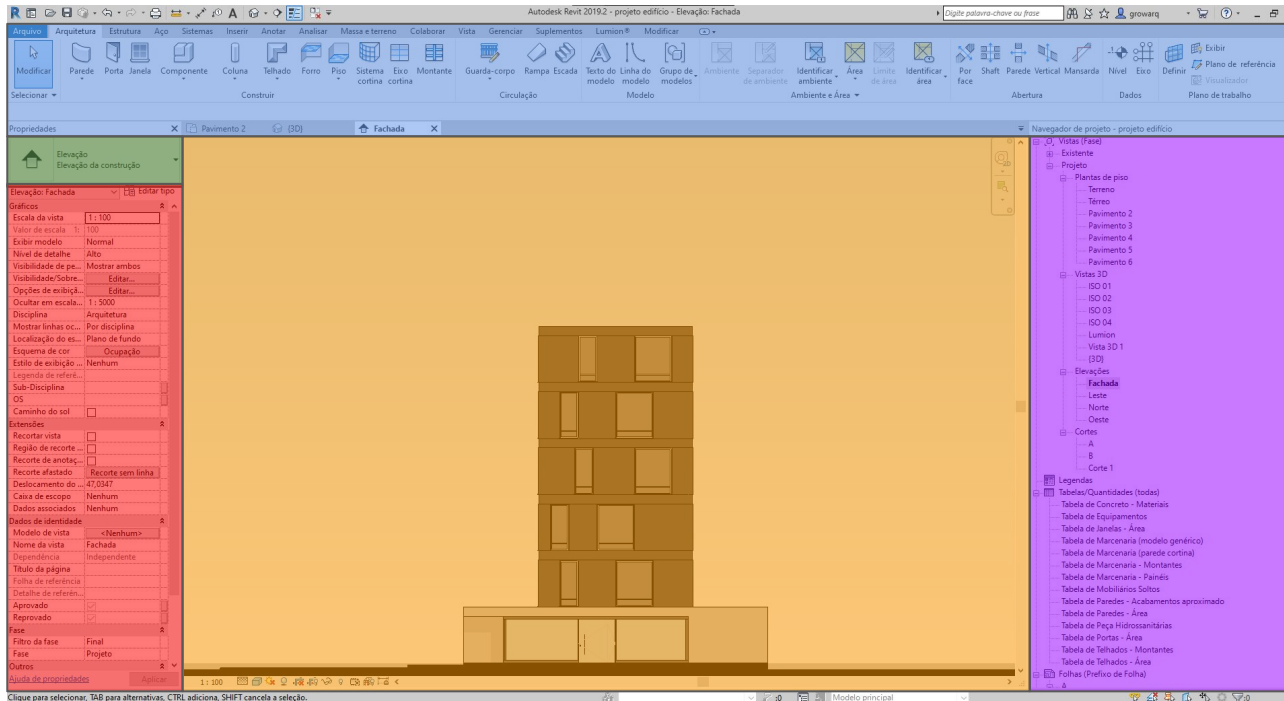 Autodesk Revit 2019.2 - projeto edifício - Elevação: Fachada
Digite palavra-chave ou frase
growarq
Arquivo Arquitetura Estrutura Aço Sistemas Inserir Anotar Analisar Massa e terreno Colaborar Vista Gerenciar Suplementos Lumion® Modificar
Modificar Parede Porta Janela Componente Coluna Telhado Forro Piso Sistema cortina Eixo cortina Montante Guarda-corpo Rampa Escada Texto do modelo Linha do modelo Grupo de modelos Ambiente Separador de ambiente Identificar ambiente Área Limite de área Identificar área Por face Shaft Parede Vertical Mansarda Nível Eixo Definir Exibir
Plano de referência
Visualizador
Selecionar Construir Circulação Modelo Ambiente e Área Abertura Dados Plano de trabalho
Propriedades
Pavimento 2 {3D} Fachada
Navegador de projeto - projeto edifício
Elevação
Elevação da construção
Elevação: Fachada Editar tipo
Gráficos
Escala da vista 1 : 100
Valor de escala 1: 100
Exibir modelo Normal
Nível de detalhe Alto
Visibilidade de pe... Mostrar ambos
Visibilidade/Sobre... Editar...
Opções de exibiçã... Editar...
Ocultar em escala... 1 : 5000
Disciplina Arquitetura
Mostrar linhas oc... Por disciplina
Localização do es... Plano de fundo
Esquema de cor Ocupação
Estilo de exibição ... Nenhum
Legenda de referê...
Sub-Disciplina
OS
Caminho do sol
Extensões
Recortar vista
Região de recorte ...
Recorte de anotaç...
Recorte afastado Recorte sem linha
Deslocamento do ... 47,0347
Caixa de escopo Nenhum
Dados associados Nenhum
Dados de identidade
Modelo de vista <Nenhum>
Nome da vista Fachada
Dependência Independente
Título da página
Folha de referência
Detalhe de referên...
Aprovado
Reprovado
Fase
Filtro da fase Final
Fase Projeto
Outros
Ajuda de propriedades Aplicar
1 : 100
Vistas (Fase)
Existente
Projeto
Plantas de piso
Terreno
Térreo
Pavimento 2
Pavimento 3
Pavimento 4
Pavimento 5
Pavimento 6
Vistas 3D
ISO 01
ISO 02
ISO 03
ISO 04
Lumion
Vista 3D 1
{3D}
Elevações
Fachada
Leste
Norte
Oeste
Cortes
A
B
Corte 1
Legendas
Tabelas/Quantidades (todas)
Tabela de Concreto - Materiais
Tabela de Equipamentos
Tabela de Janelas - Área
Tabela de Marcenaria (modelo genérico)
Tabela de Marcenaria (parede cortina)
Tabela de Marcenaria - Montantes
Tabela de Marcenaria - Painéis
Tabela de Mobiliários Soltos
Tabela de Paredes - Acabamentos aproximado
Tabela de Paredes - Área
Tabela de Peça Hidrossanitárias
Tabela de Portas - Área
Tabela de Telhados - Montantes
Tabela de Telhados - Área
Folhas (Prefixo de Folha)
A
Clique para selecionar, TAB para alternativas, CTRL adiciona, SHIFT cancela a seleção.
:0 Modelo principal :0